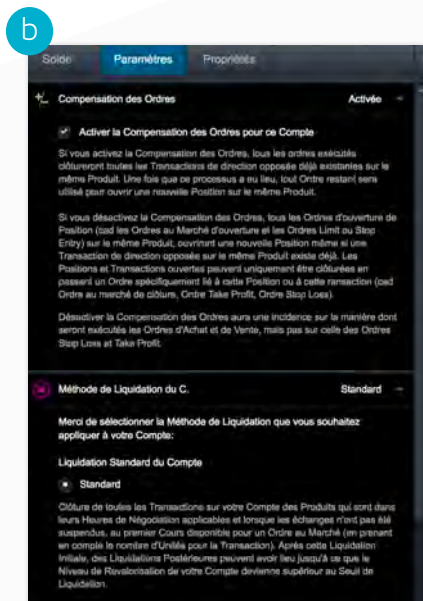 b
Solde Paramètres Propriétés
Compensation des Ordres Activée
Activer la Compensation des Ordres pour ce Compte
Si vous activez la Compensation des Ordres, tous les ordres exécutés
clôtureront toutes les Transactions de direction opposée déjà existantes sur le
même Produit. Une fois que ce processus a eu lieu, tout Ordre restant sera
utilisé pour ouvrir une nouvelle Position sur le même Produit.
Si vous désactivez la Compensation des Ordres, tous les Ordres d'ouverture de
Position (cad les Ordres au Marché d'ouverture et les Ordres Limit ou Stop
Entry) sur le même Produit, ouvriront une nouvelle Position même si une
Transaction de direction opposée sur le même Produit existe déjà. Les
Positions et Transactions ouvertes peuvent uniquement être clôturées en
passant un Ordre spécifiquement lié à cette Position ou à cette ransaction (cad
Ordre au marché de clôture, Ordre Take Profit, Ordre Stop Loss).
Désactiver la Compensation des Ordres aura une incidence sur la manière dont
seront exécutés les Ordres d'Achat et de Vente, mais pas sur celle des Ordres
Stop Loss et Take Profit.
Méthode de Liquidation du C. Standard
Merci de sélectionner la Méthode de Liquidation que vous souhaitez
appliquer à votre Compte:
Liquidation Standard du Compte
Standard
Clôture de toutes les Transactions sur votre Compte des Produits qui sont dans
leurs Heures de Négociation applicables et lorsque les échanges n'ont pas été
suspendus, au premier Cours disponible pour un Ordre au Marché (en prenant
en compte le nombre d'Unités pour la Transaction). Après cette Liquidation
Initiale, des Liquidations Postérieures peuvent avoir lieu jusqu'à ce que le
Niveau de Revalorisation de votre Compte devienne supérieur au Seuil de
Liquidation.